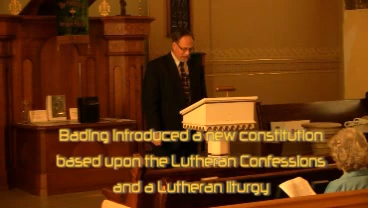 Bading introduced a new constitution
based upon the Lutheran Confessions
and a Lutheran liturgy